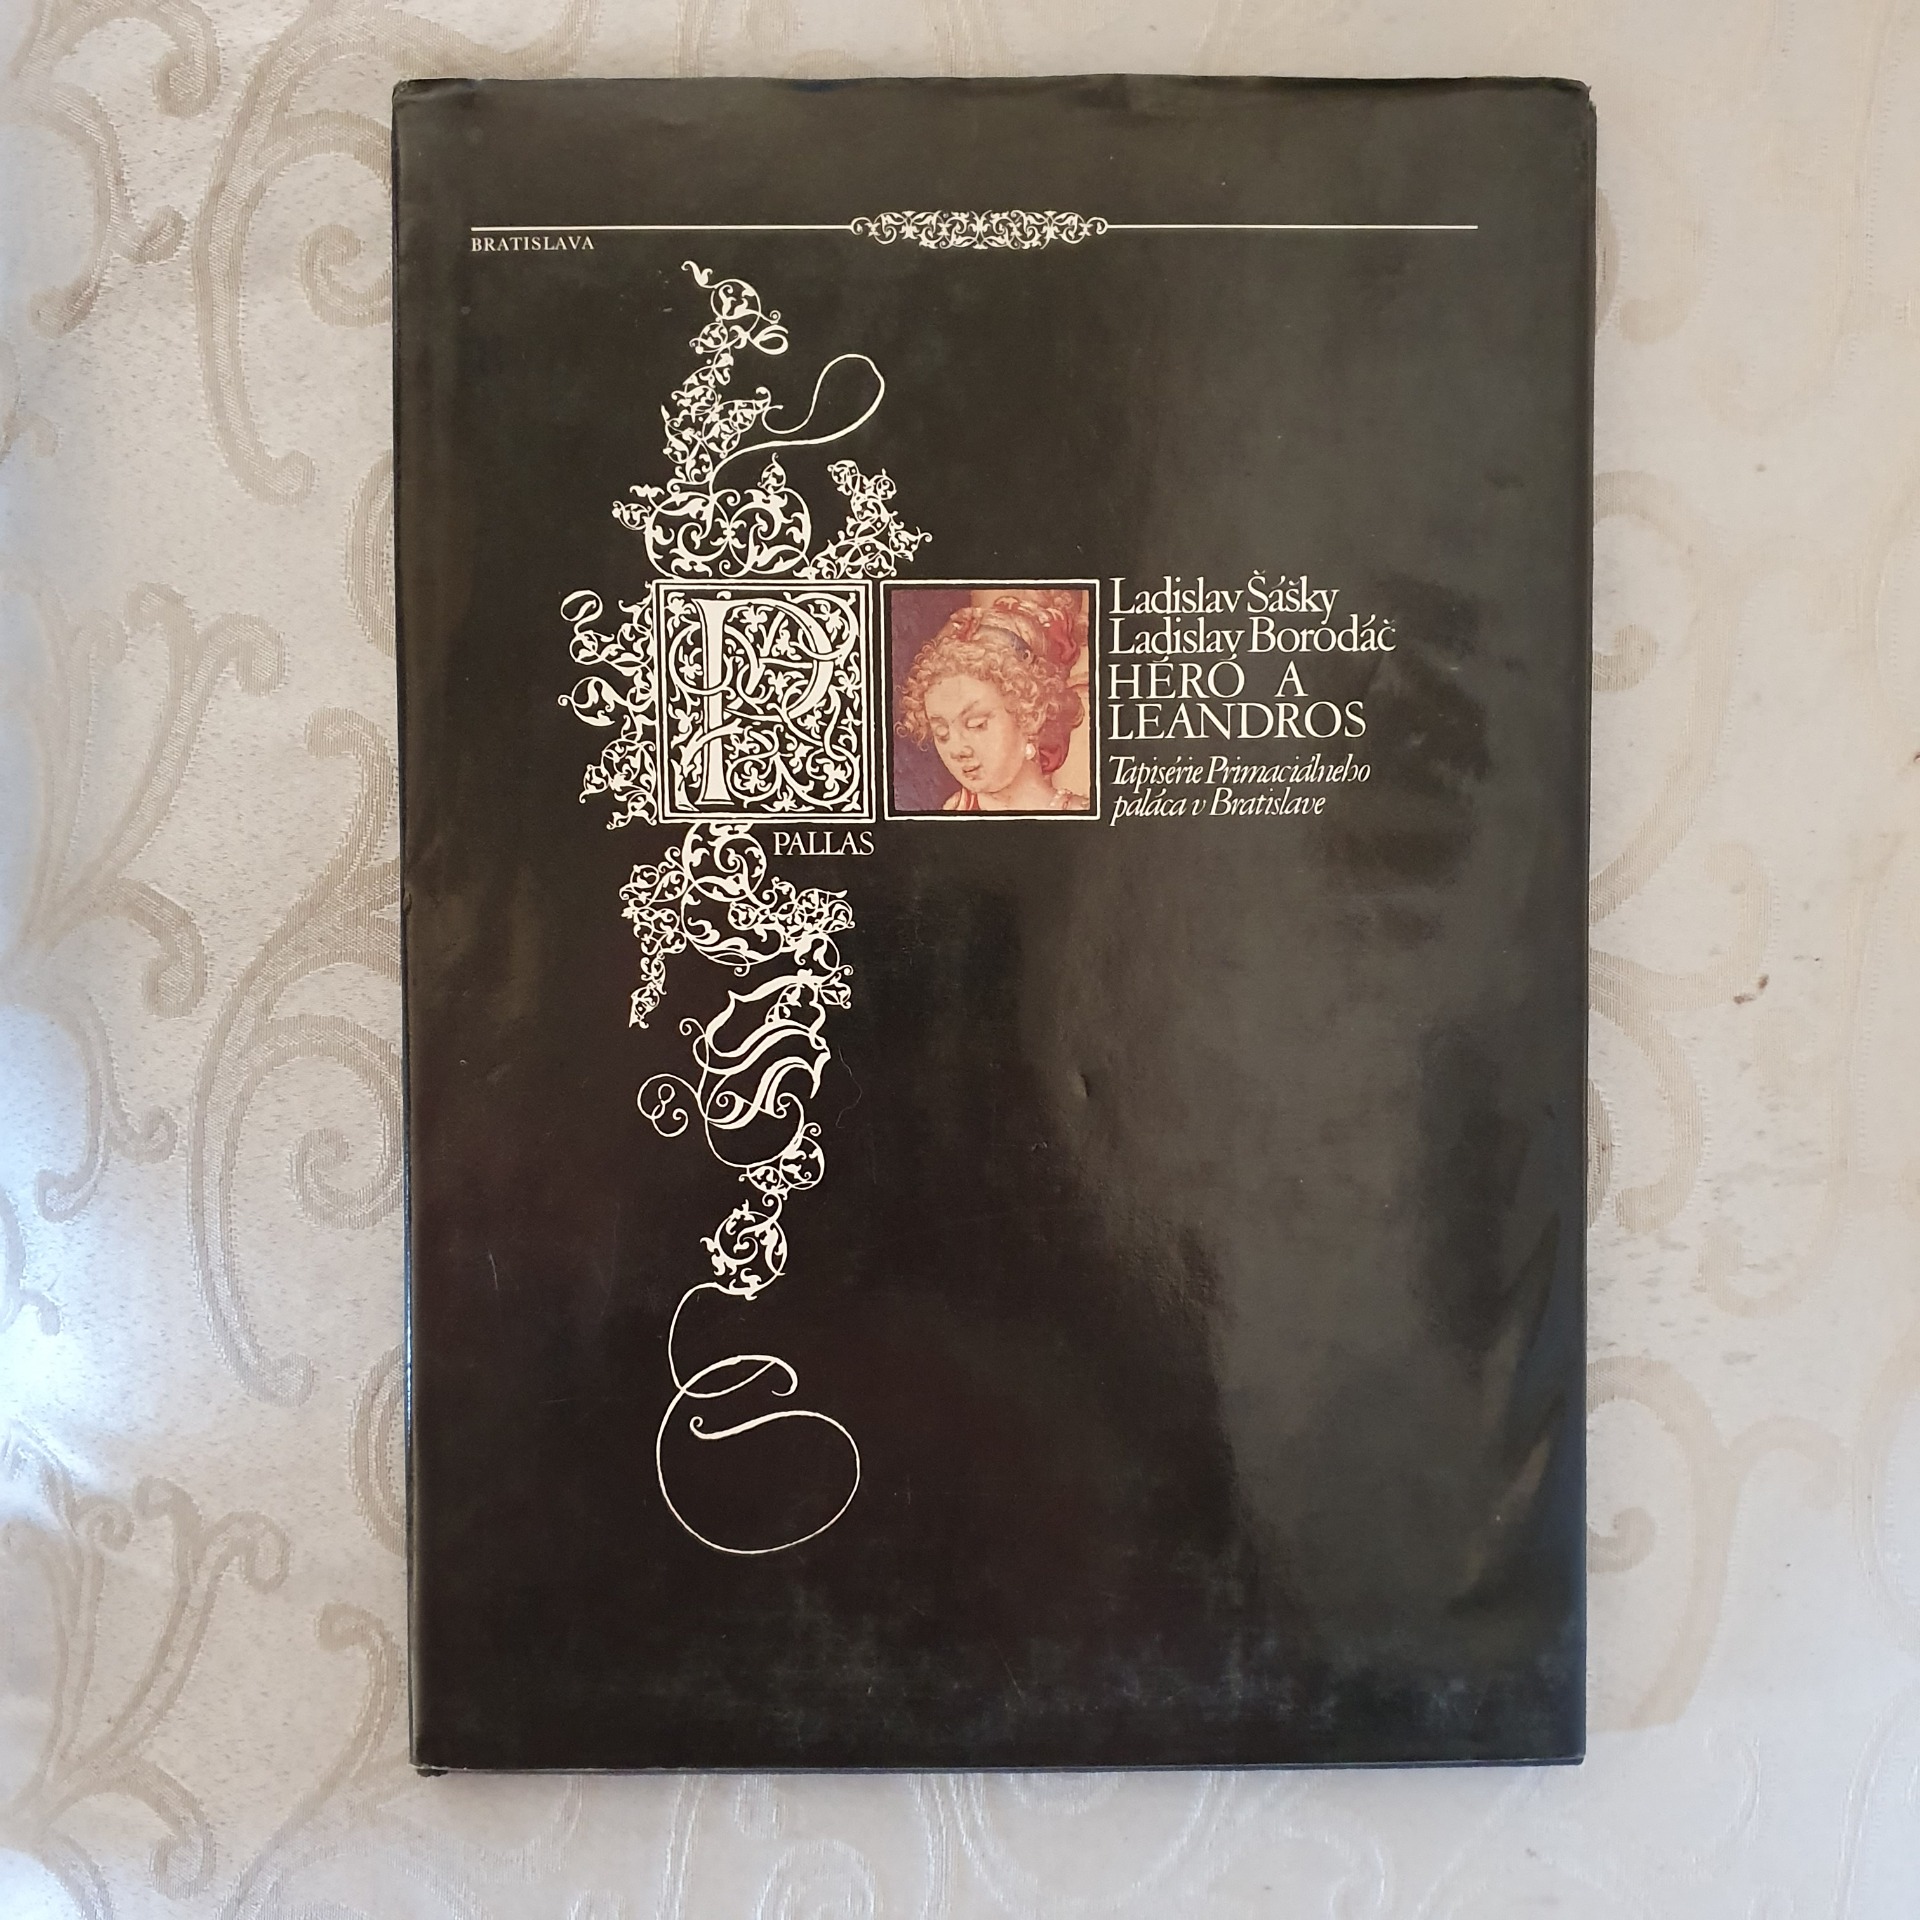 BRATISLAVA
Ladislav Šášky
Ladislav Borodáč
HÉRÓ A
LEANDROS
Tapisérie Primaciálneho
paláca v Bratislave
P
PALLAS